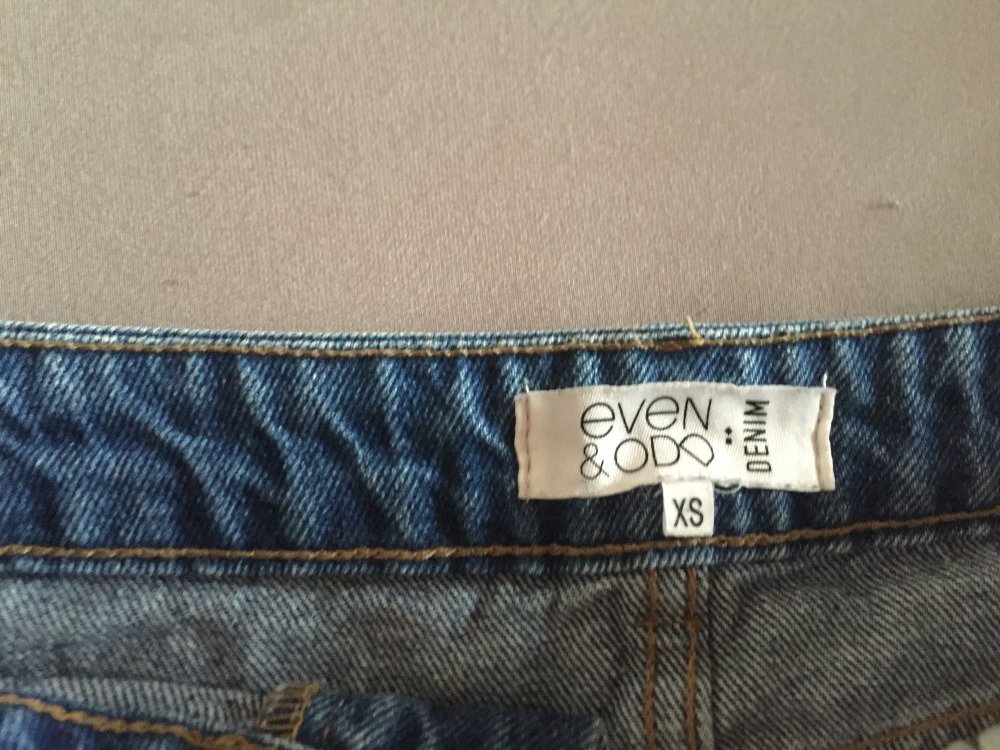 even
& ODD
DENIM
XS